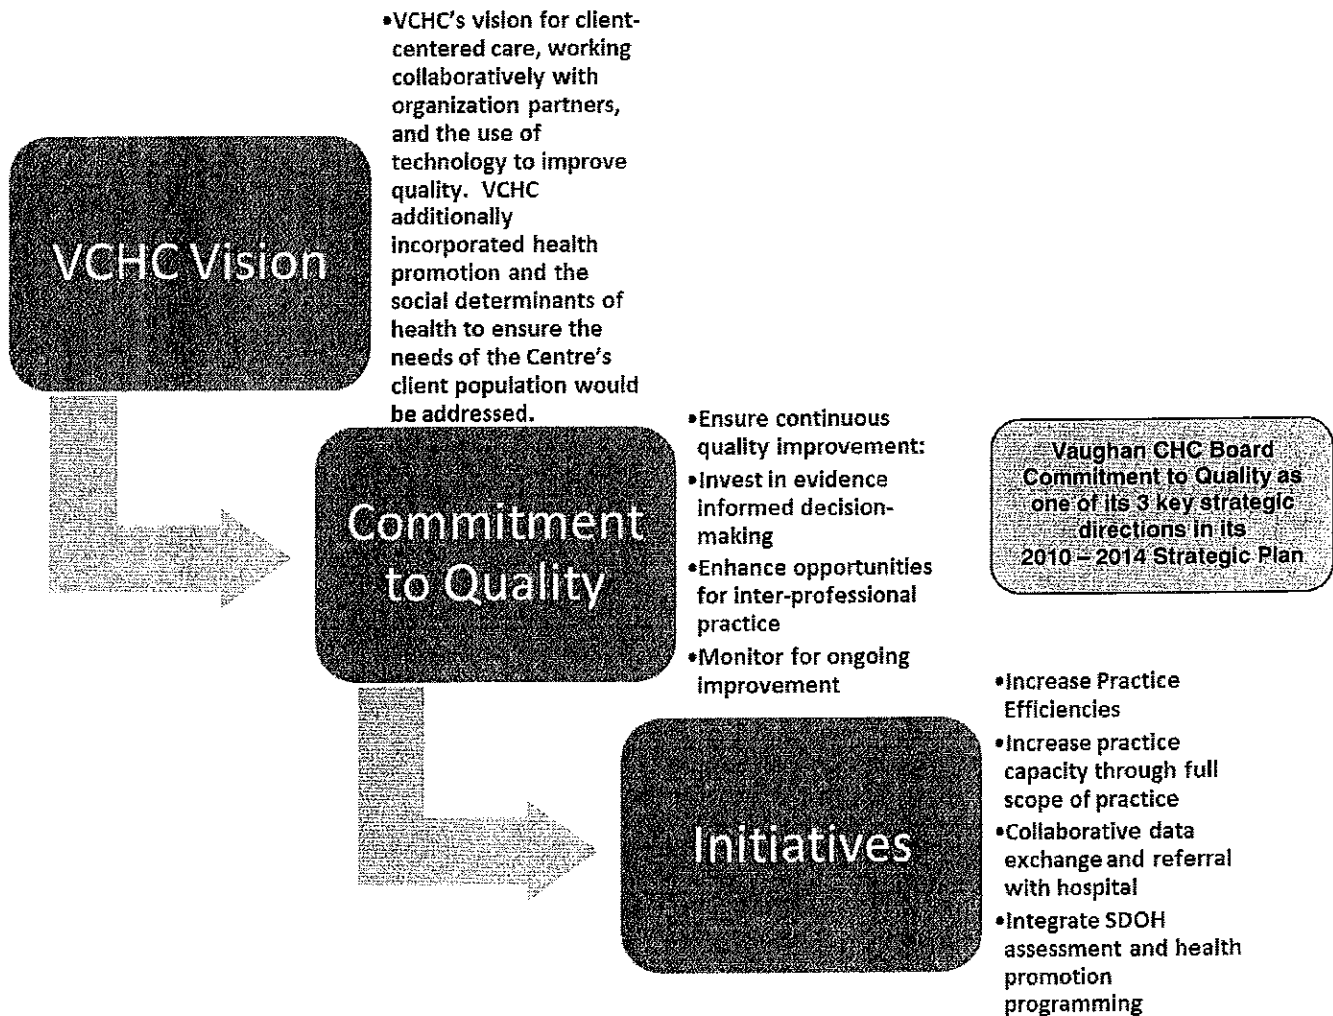 •VCHC's vision for client-
centered care, working
collaboratively with
organization partners,
and the use of
technology to improve
quality. VCHC
additionally
incorporated health
promotion and the
social determinants of
health to ensure the
needs of the Centre's
client population would
be addressed.
VCHC Vision
Commitment
to Quality
•Ensure continuous
quality improvement:
•Invest in evidence
informed decision-
making
•Enhance opportunities
for inter-professional
practice
•Monitor for ongoing
improvement
Vaughan CHC Board
Commitment to Quality as
one of its 3 key strategic
directions in its
2010 – 2014 Strategic Plan
Initiatives
•Increase Practice
Efficiencies
•Increase practice
capacity through full
scope of practice
•Collaborative data
exchange and referral
with hospital
•Integrate SDOH
assessment and health
promotion
programming